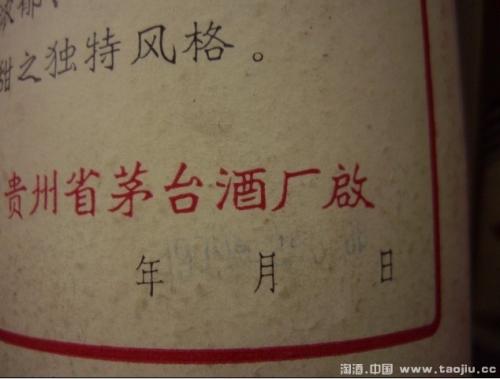 郁、
甜之独特风格。
贵州省茅台酒厂啟
年 月 日
淘酒.中国 www.taojiu.cc